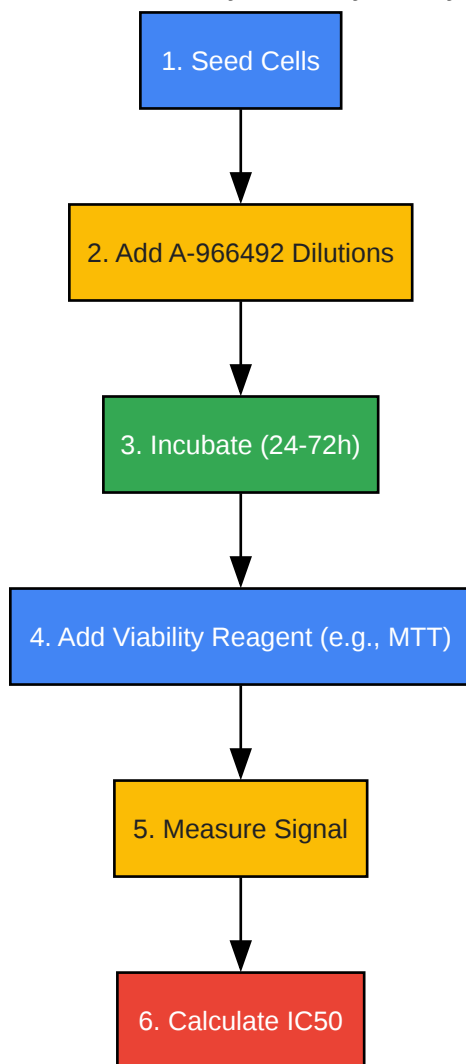 1. Seed Cells
2. Add A-966492 Dilutions
3. Incubate (24-72h)
4. Add Viability Reagent (e.g., MTT)
5. Measure Signal
6. Calculate IC50